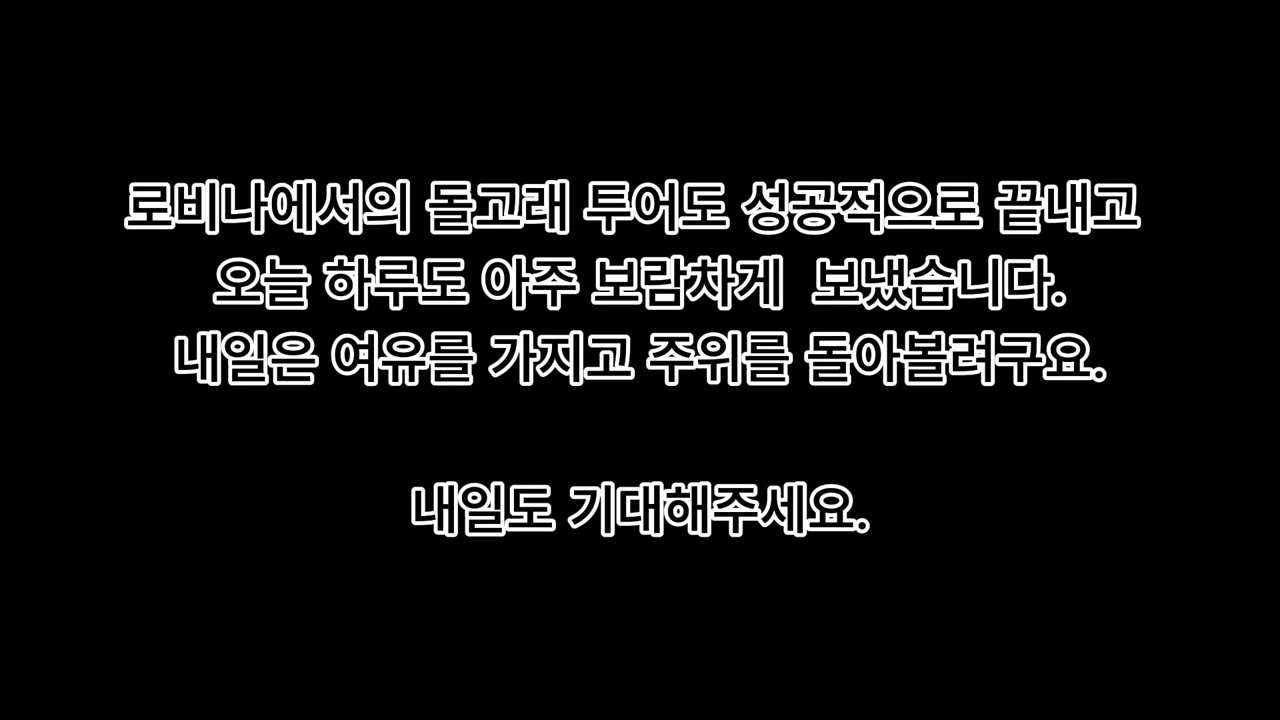 로비나에서의 돌고래 투어도 성공적으로 끝내고
오늘 하루도 아주 보람차게  보냈습니다.
내일은 여유를 가지고 주위를 돌아볼려구요.
내일도 기대해주세요.